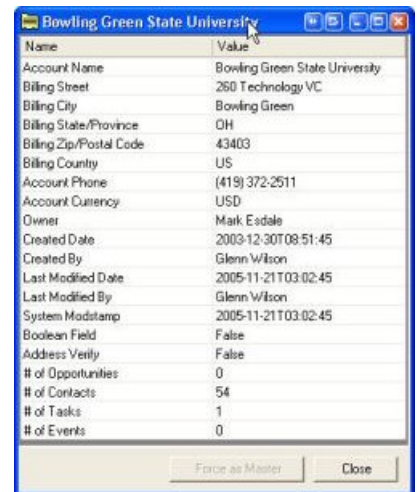 Bowling Green State University
Name Value
Account Name Bowling Green State University
Billing Street 260 Technology VC
Billing City Bowling Green
Billing State/Province OH
Billing Zip/Postal Code 43403
Billing Country US
Account Phone (419) 372-2511
Account Currency USD
Owner Mark Esdale
Created Date 2003-12-30T08:51:45
Created By Glenn Wilson
Last Modified Date 2005-11-21T03:02:45
Last Modified By Glenn Wilson
System Modstamp 2005-11-21T03:02:45
Boolean Field False
Address Verify False
# of Opportunities 0
# of Contacts 54
# of Tasks 1
# of Events 0
Force as Master Close